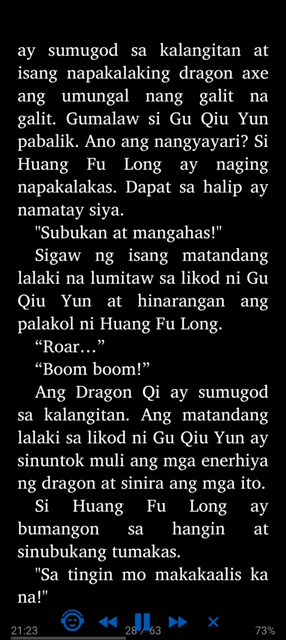 ay sumugod sa kalangitan at
isang napakalaking dragon axe
ang umungal nang galit na
galit. Gumalaw si Gu Qiu Yun
pabalik. Ano ang nangyayari? Si
Huang Fu Long ay naging
napakalakas. Dapat sa halip ay
namatay siya.
"Subukan at mangahas!"
Sigaw ng isang matandang
lalaki na lumitaw sa likod ni Gu
Qiu Yun at hinarangan ang
palakol ni Huang Fu Long.
“Roar...”
“Boom boom!”
Ang Dragon Qi ay sumugod
sa kalangitan. Ang matandang
lalaki sa likod ni Gu Qiu Yun ay
sinuntok muli ang mga enerhiya
ng dragon at sinira ang mga ito.
Si Huang Fu Long ay
bumangon sa hangin at
sinubukang tumakas.
"Sa tingin mo makakaalis ka
na!"
21:23 28 / 63 73%